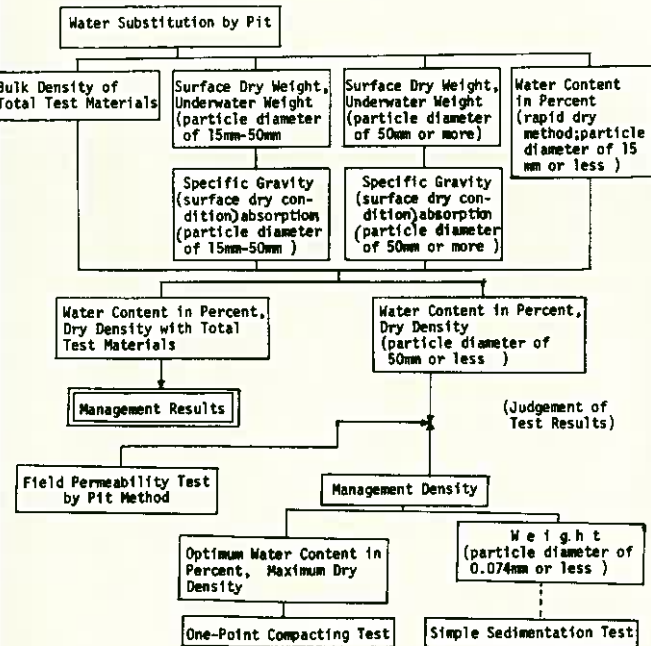 Water Substitution by Pit
Bulk Density of
Total Test Materials
Surface Dry Weight,
Underwater Weight
(particle diameter
of 15mm-50mm
Surface Dry Weight,
Underwater Weight
(particle diameter
of 50mm or more)
Water Content
in Percent
(rapid dry
method;particle
diameter of 15
mm or less )
Specific Gravity
(surface dry con-
dition)absorption
(particle diameter
of 15mm-50mm )
Specific Gravity
(surface dry con-
dition)absorption
(particle diameter
of 50mm or more )
Water Content in Percent,
Dry Density with Total
Test Materials
Water Content in Percent,
Dry Density
(particle diameter of
50mm or less )
Management Results
(Judgement of
Test Results)
Field Permeability Test
by Pit Method
Management Density
Optimum Water Content in
Percent, Maximum Dry
Density
W e i g.h t
(particle diameter of
0.074mm or less )
One-Point Compacting Test
Simple Sedimentation Test